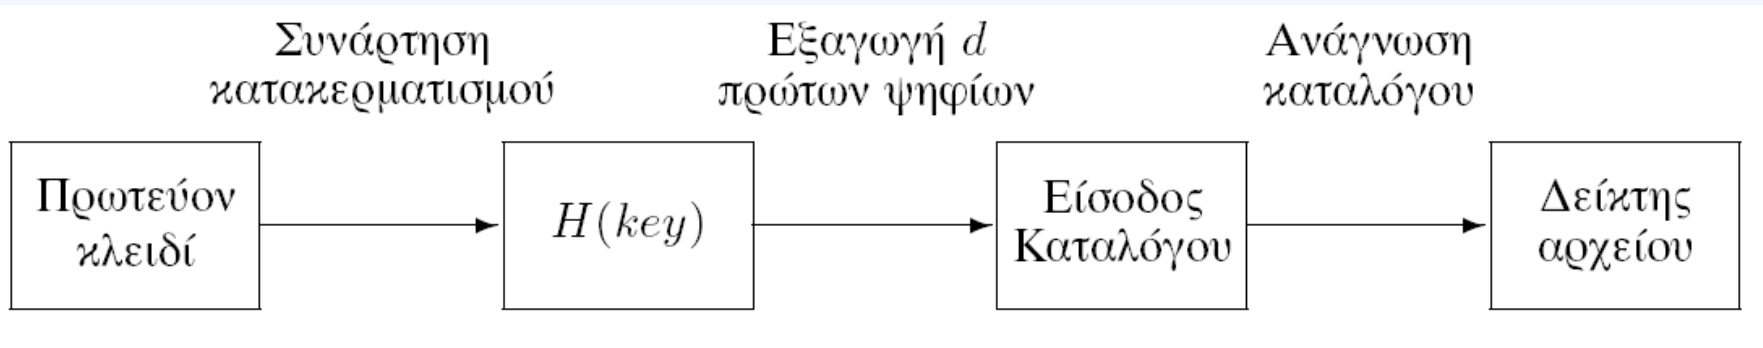 Συνάρτηση
κατακερματισμού
Εξαγωγή d
πρώτων ψηφίων
Ανάγνωση
καταλόγου
Πρωτεύον
κλειδί
H(key)
Είσοδος
Καταλόγου
Δείκτης
αρχείου